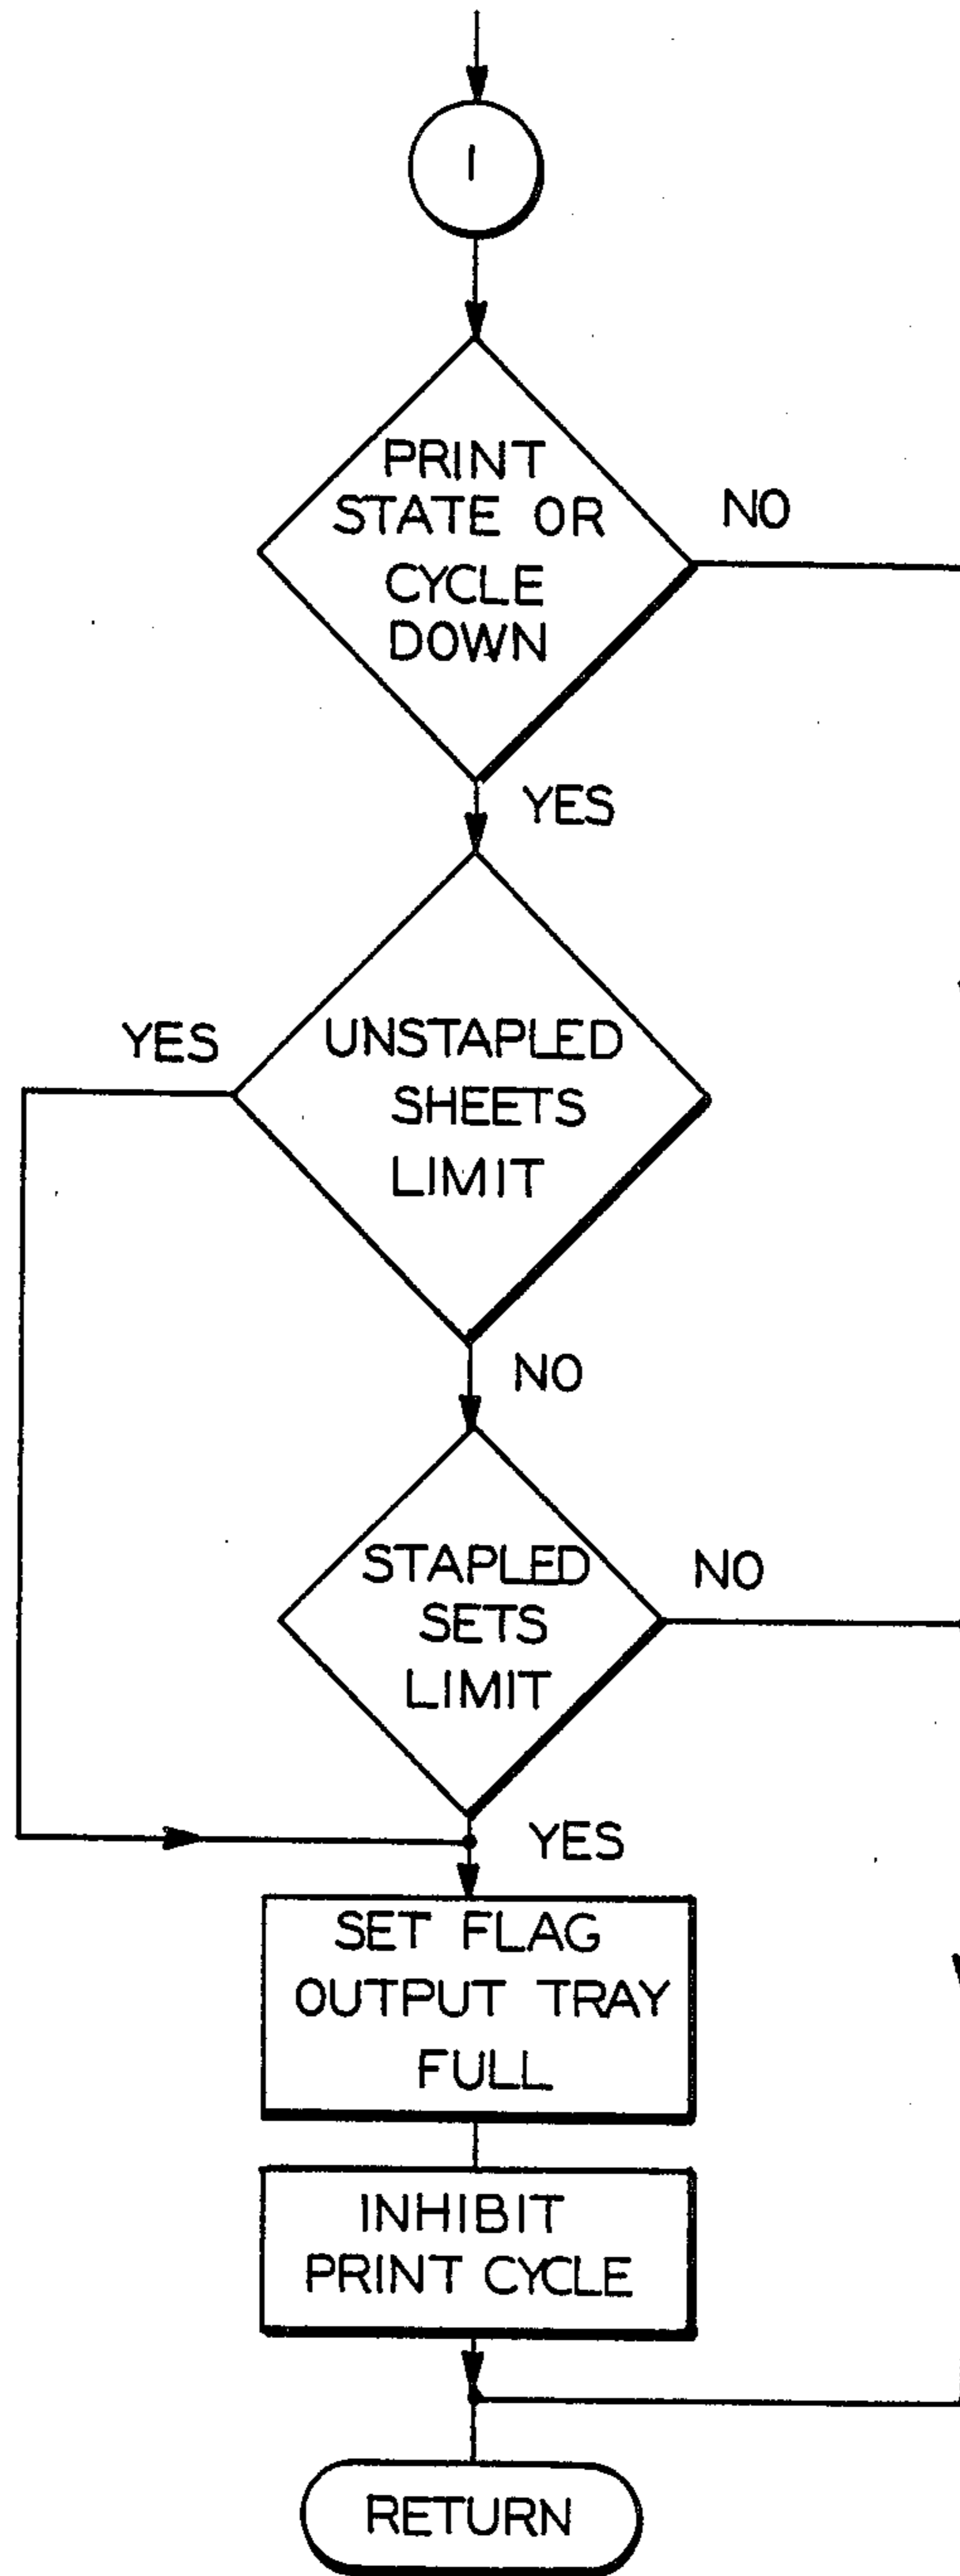 1
PRINT
STATE OR
CYCLE
DOWN
NO
YES
YES
UNSTAPLED
SHEETS
LIMIT
NO
STAPLED
SETS
LIMIT
NO
YES
SET FLAG
OUTPUT TRAY
FULL
INHIBIT
PRINT CYCLE
RETURN